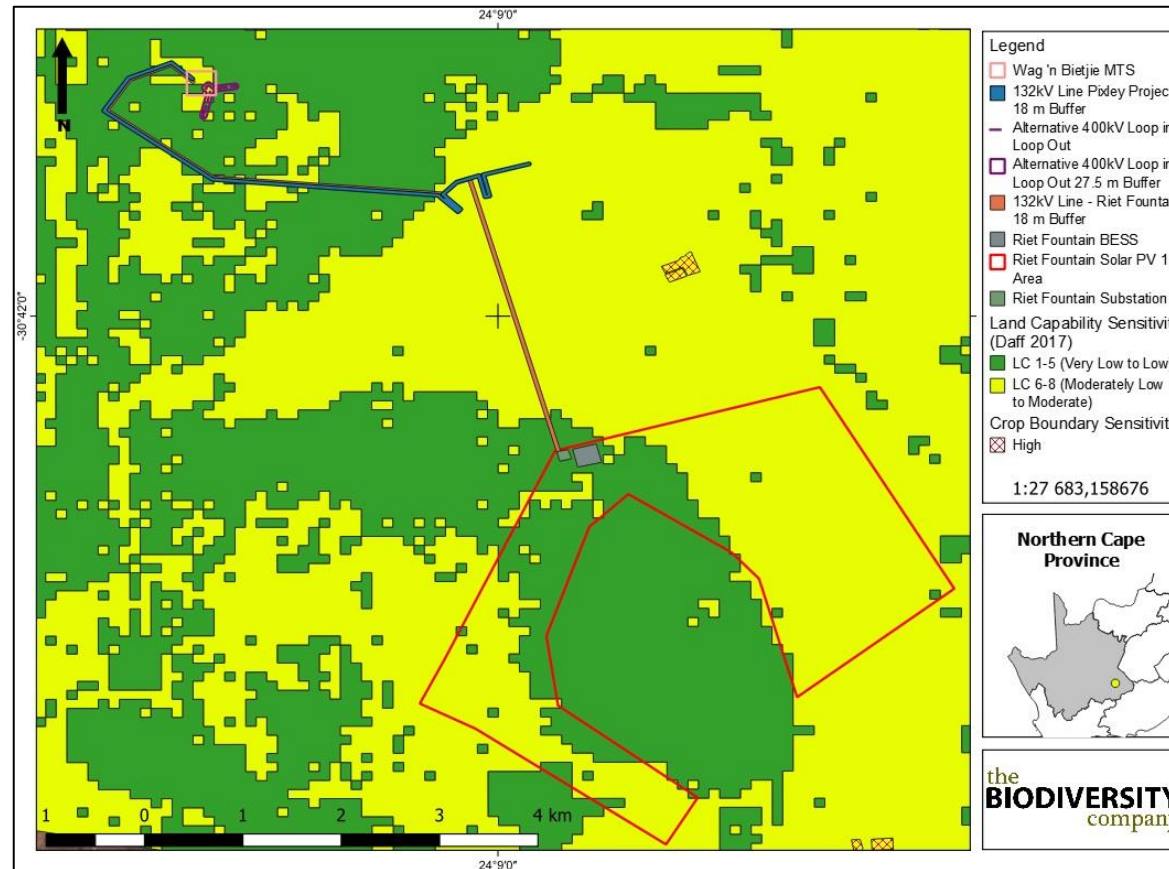 24°9'0"
N
-30°42'0"
1 0 1 2 3 4 km
24°9'0"
Legend
Wag 'n Bietjie MTS
132kV Line Pixley Projec
18 m Buffer
Alternative 400kV Loop in
Loop Out
Alternative 400kV Loop in
Loop Out 27.5 m Buffer
132kV Line - Riet Founta
18 m Buffer
Riet Fountain BESS
Riet Fountain Solar PV 1
Area
Riet Fountain Substation
Land Capability Sensitivit
(Daff 2017)
LC 1-5 (Very Low to Low
LC 6-8 (Moderately Low
to Moderate)
Crop Boundary Sensitivit
High
1:27 683,158676
Northern Cape
Province
the
BIODIVERSITY
company